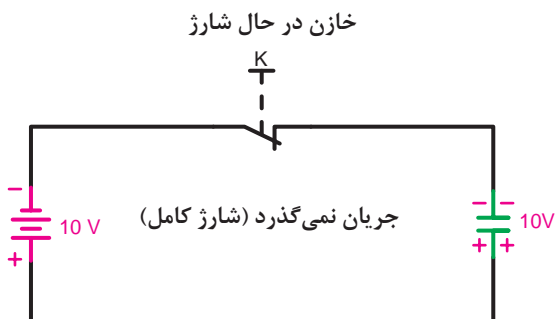 خازن در حال شارژ
K
−
− −
10 V
جریان نمی‌گذرد (شارژ کامل)
10V
+
+ +